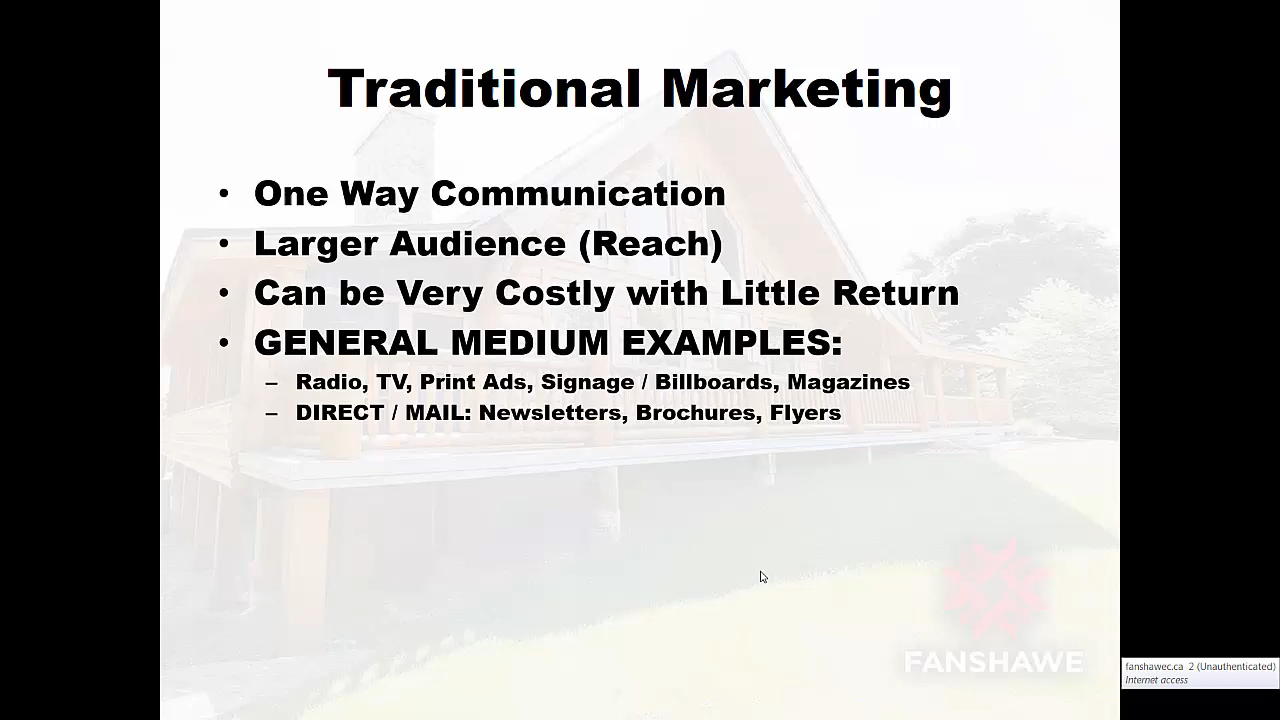 Traditional Marketing
• One Way Communication
• Larger Audience (Reach)
• Can be Very Costly with Little Return
• GENERAL MEDIUM EXAMPLES:
– Radio, TV, Print Ads, Signage / Billboards, Magazines
– DIRECT / MAIL: Newsletters, Brochures, Flyers
FANSHAWE
fanshawec.ca 2 (Unauthenticated)
Internet access